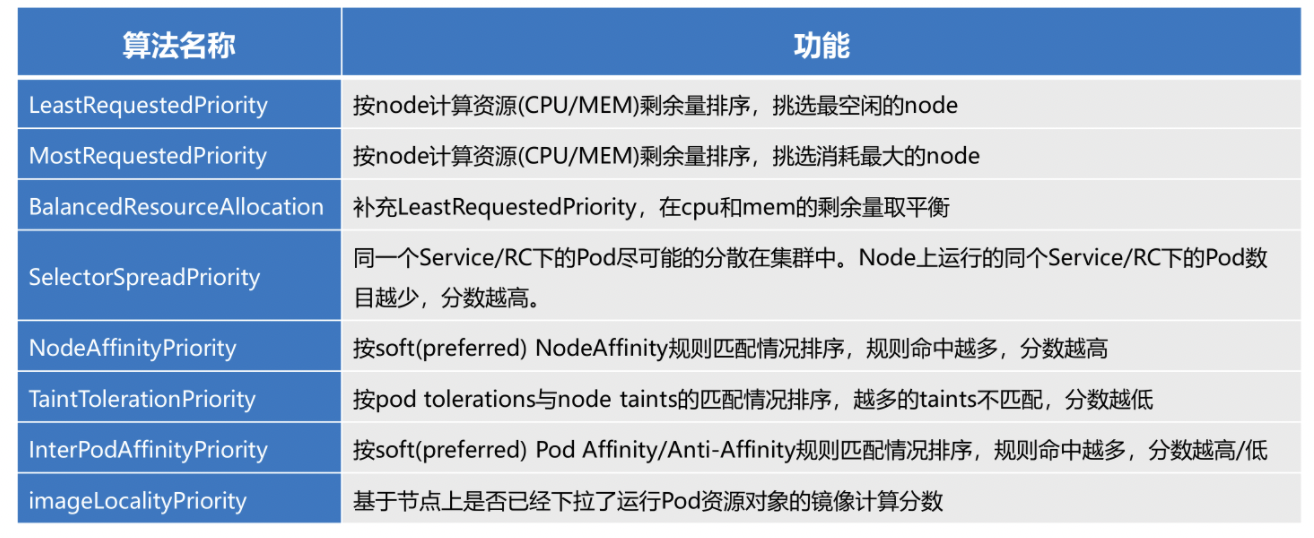 算法名称
功能
LeastRequestedPriority
按node计算资源(CPU/MEM)剩余量排序，挑选最空闲的node
MostRequestedPriority
按node计算资源(CPU/MEM)剩余量排序，挑选消耗最大的node
BalancedResourceAllocation
补充LeastRequestedPriority，在cpu和mem的剩余量取平衡
SelectorSpreadPriority
同一个Service/RC下的Pod尽可能的分散在集群中。Node上运行的同个Service/RC下的Pod数
目越少，分数越高。
NodeAffinityPriority
按soft(preferred) NodeAffinity规则匹配情况排序，规则命中越多，分数越高
TaintTolerationPriority
按pod tolerations与node taints的匹配情况排序，越多的taints不匹配，分数越低
InterPodAffinityPriority
按soft(preferred) Pod Affinity/Anti-Affinity规则匹配情况排序，规则命中越多，分数越高/低
imageLocalityPriority
基于节点上是否已经下拉了运行Pod资源对象的镜像计算分数